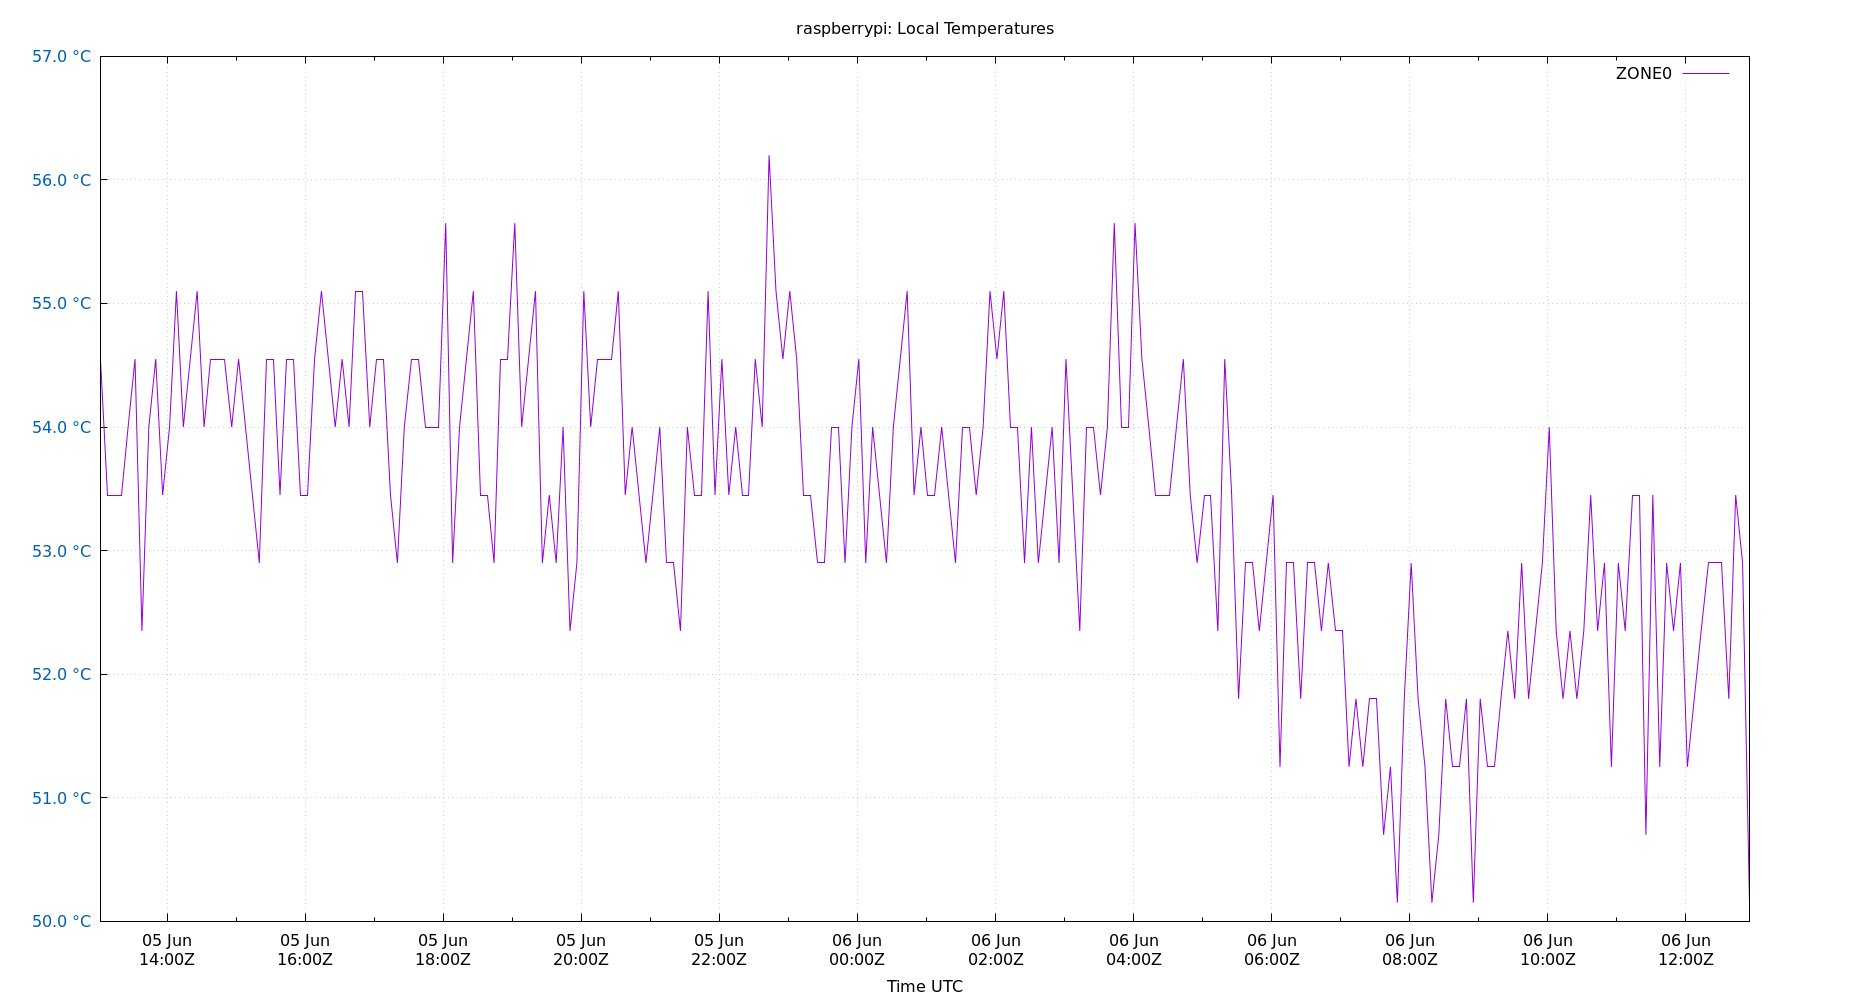 raspberrypi: Local Temperatures
57.0 °C
ZONE0
56.0 °C
55.0 °C
54.0 °C
53.0 °C
52.0 °C
51.0 °C
50.0 °C
05 Jun 05 Jun 05 Jun 05 Jun 05 Jun 06 Jun 06 Jun 06 Jun 06 Jun 06 Jun 06 Jun 06 Jun
14:00Z 16:00Z 18:00Z 20:00Z 22:00Z 00:00Z 02:00Z 04:00Z 06:00Z 08:00Z 10:00Z 12:00Z
Time UTC